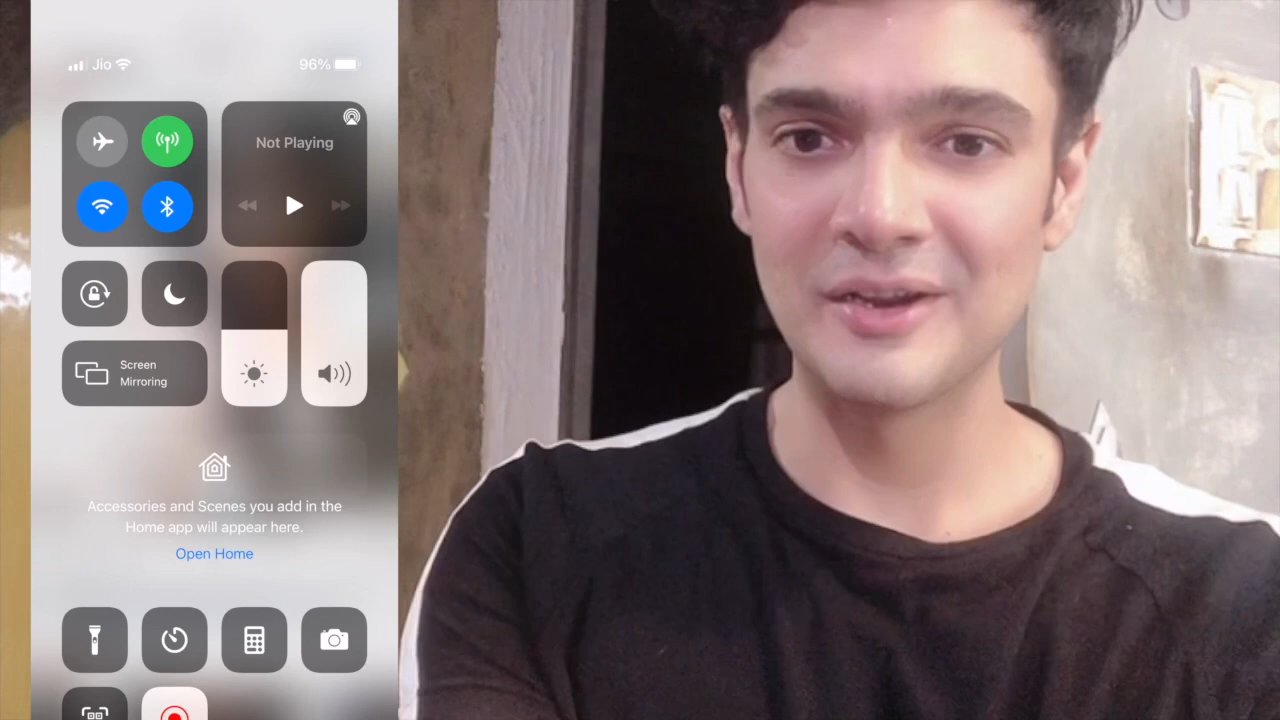 Jio
96%
Not Playing
Screen
Mirroring
Accessories and Scenes you add in the
Home app will appear here.
Open Home